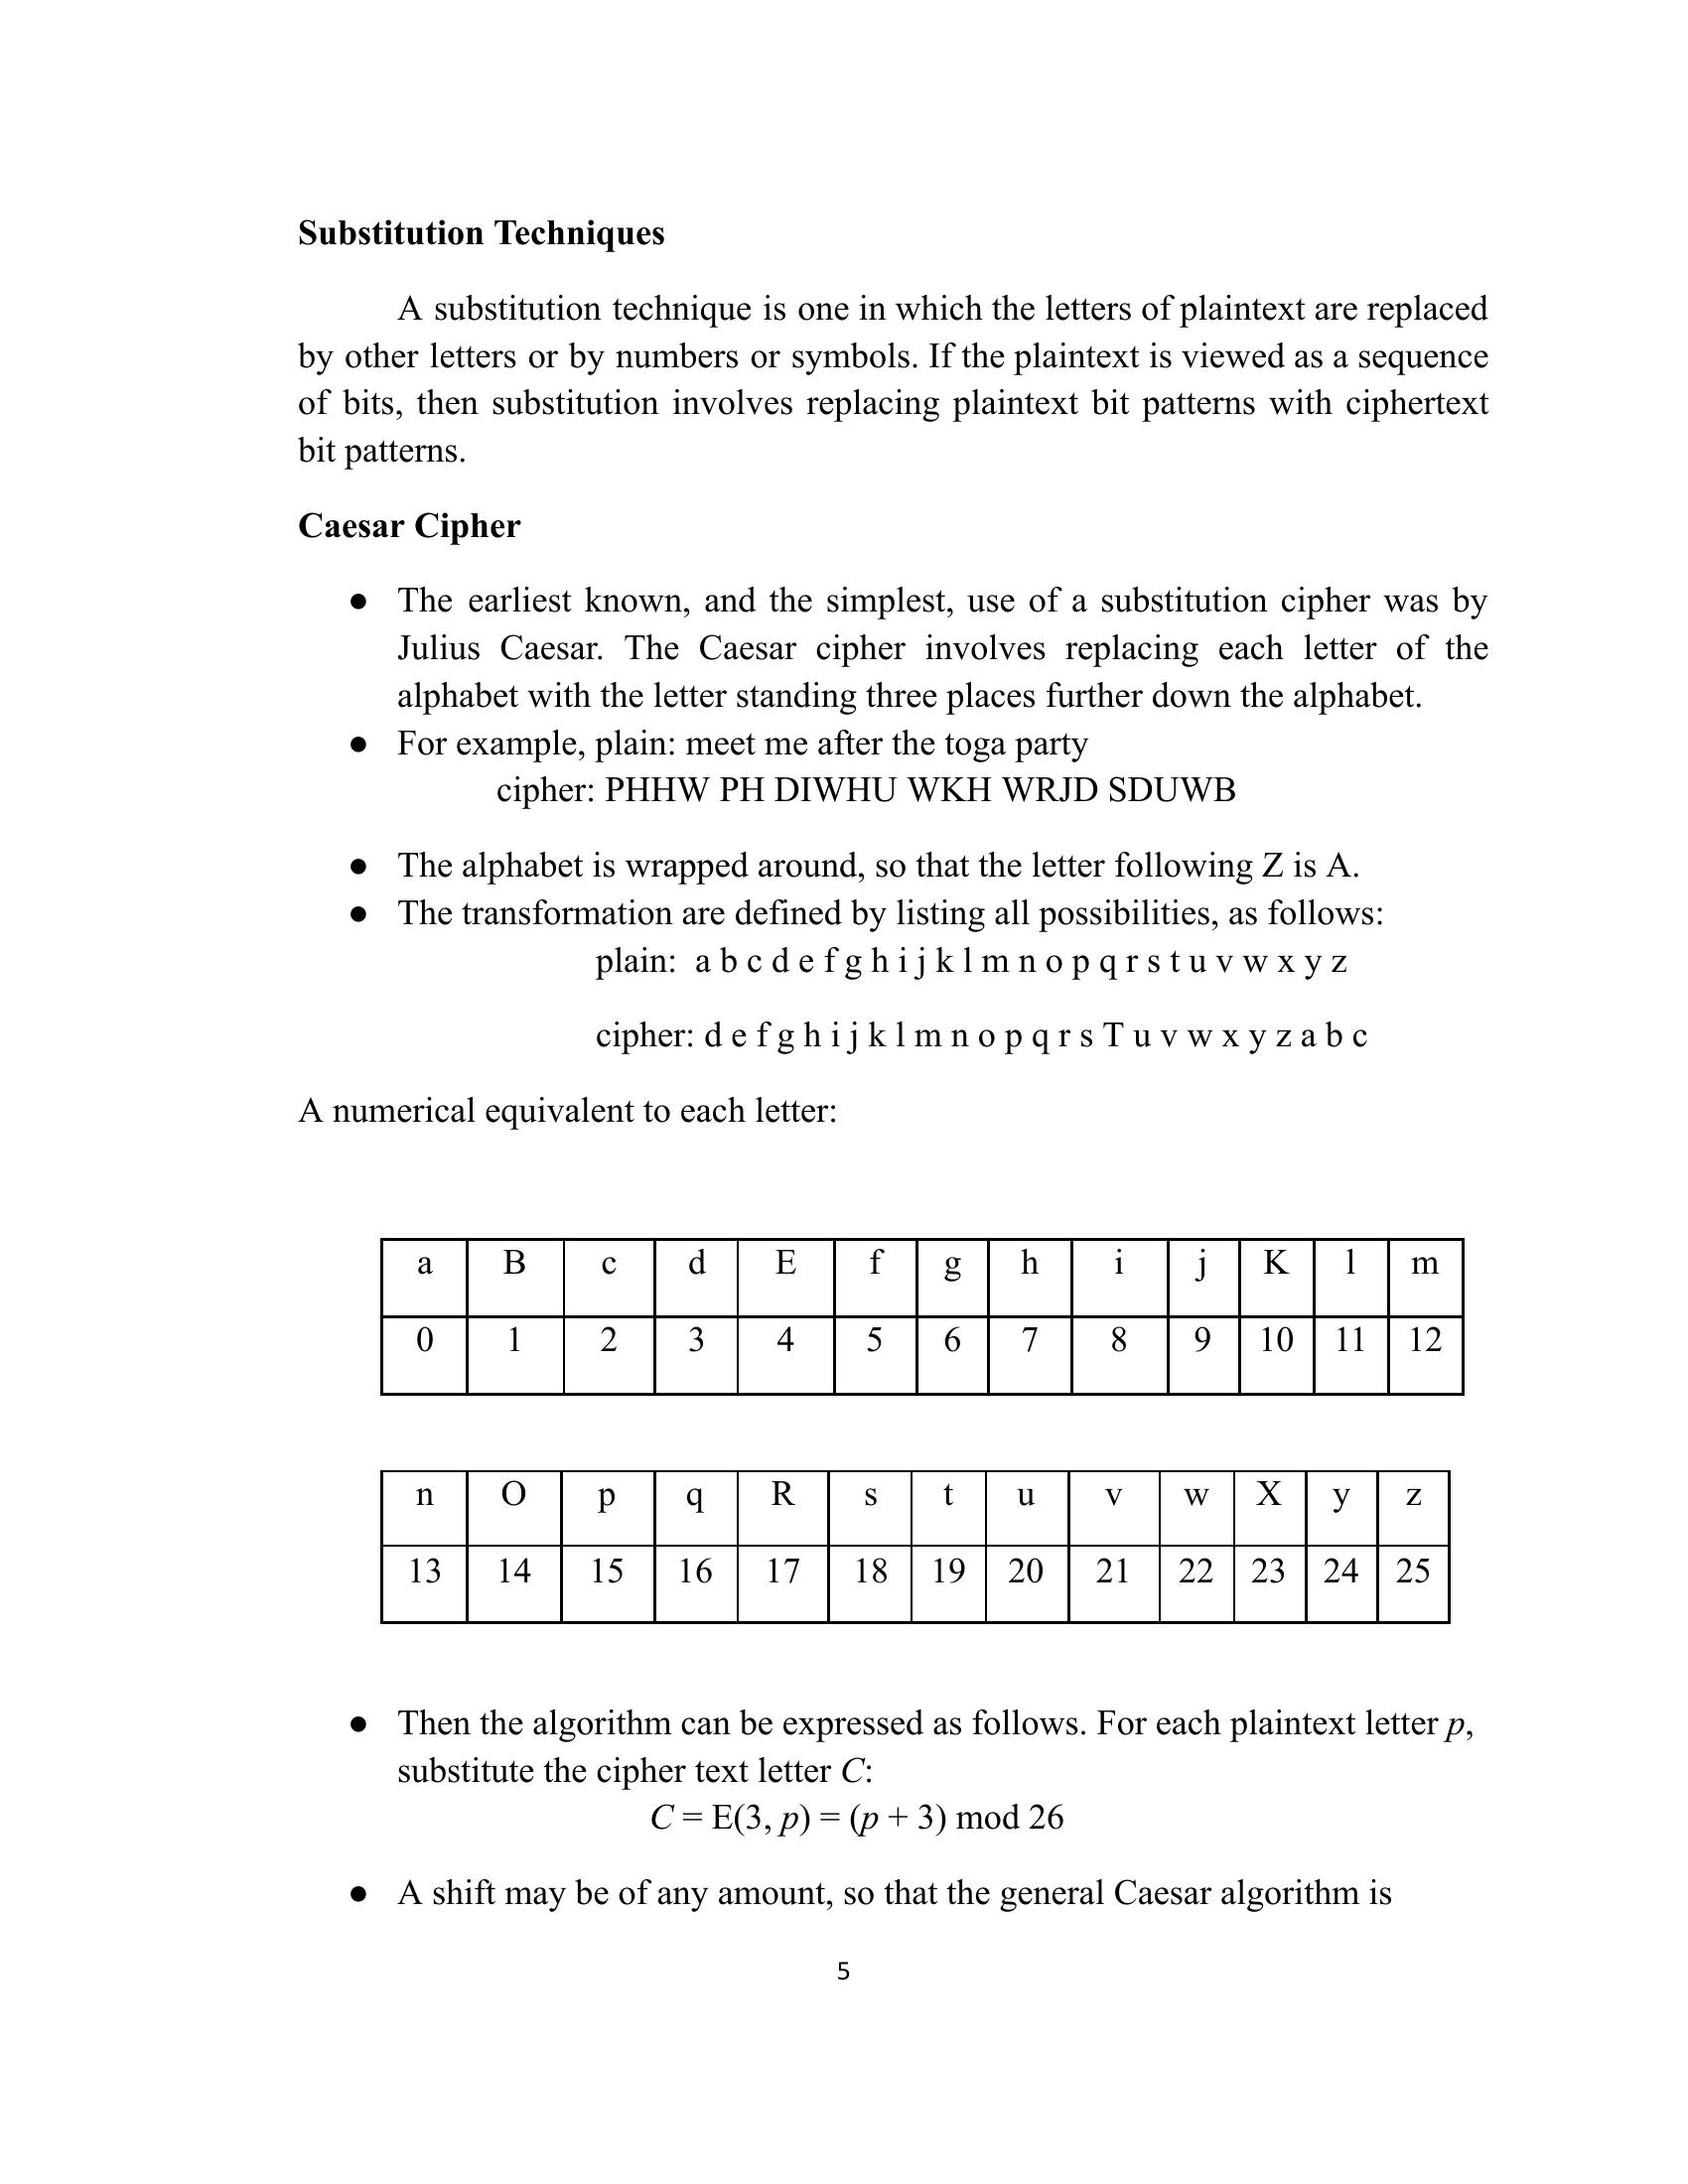 Substitution Techniques
A substitution technique is one in which the letters of plaintext are replaced
by other letters or by numbers or symbols. If the plaintext is viewed as a sequence
of bits, then substitution involves replacing plaintext bit patterns with ciphertext
bit patterns.
Caesar Cipher
● The earliest known, and the simplest, use of a substitution cipher was by
Julius Caesar. The Caesar cipher involves replacing each letter of the
alphabet with the letter standing three places further down the alphabet.
● For example, plain: meet me after the toga party
cipher: PHHW PH DIWHU WKH WRJD SDUWB
● The alphabet is wrapped around, so that the letter following Z is A.
● The transformation are defined by listing all possibilities, as follows:
plain: a b c d e f g h i j k l m n o p q r s t u v w x y z
cipher: d e f g h i j k l m n o p q r s T u v w x y z a b c
A numerical equivalent to each letter:
a B c d E f g h i j K l m
0 1 2 3 4 5 6 7 8 9 10 11 12
n O p q R s t u v w X y z
13 14 15 16 17 18 19 20 21 22 23 24 25
● Then the algorithm can be expressed as follows. For each plaintext letter p,
substitute the cipher text letter C:
C = E(3, p) = (p + 3) mod 26
● A shift may be of any amount, so that the general Caesar algorithm is
5